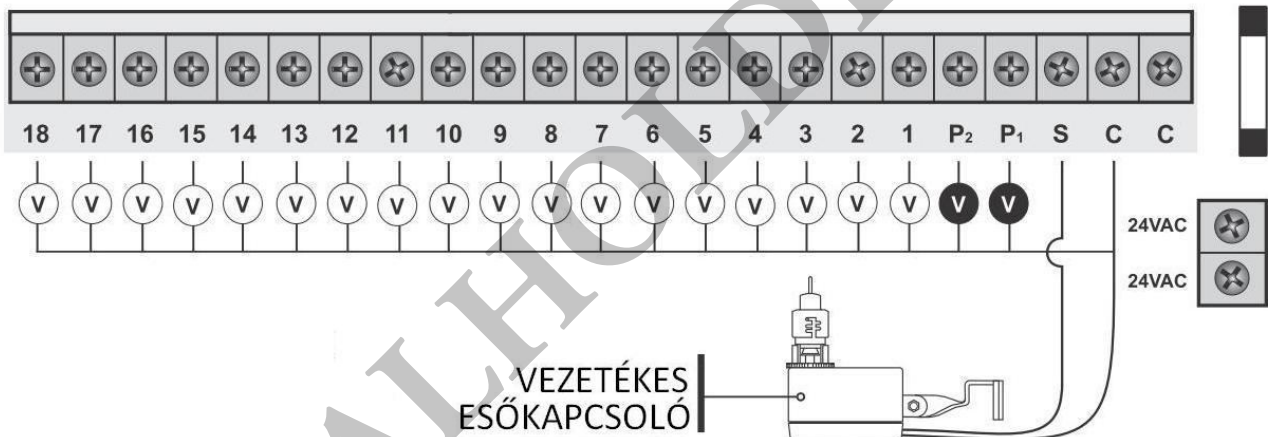 18 17 16 15 14 13 12 11 10 9 8 7 6 5 4 3 2 1 P₂ P₁ S C C
V V V V V V V V V V V V V V V V V V V V
24VAC
24VAC
VEZETÉKES
ESŐKAPCSOLÓ